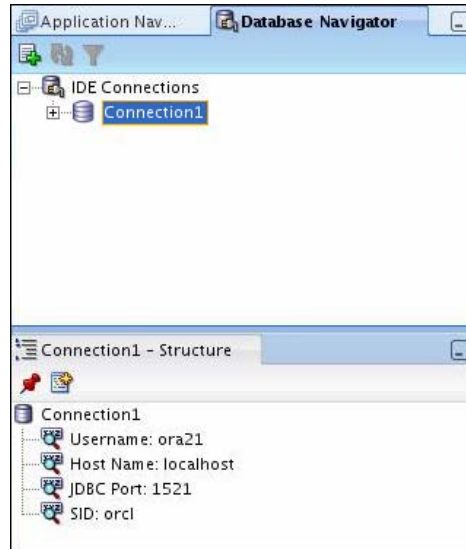 Application Nav...
Database Navigator
IDE Connections
Connection1
Connection1 - Structure
Connection1
Username: ora21
Host Name: localhost
JDBC Port: 1521
SID: orcl